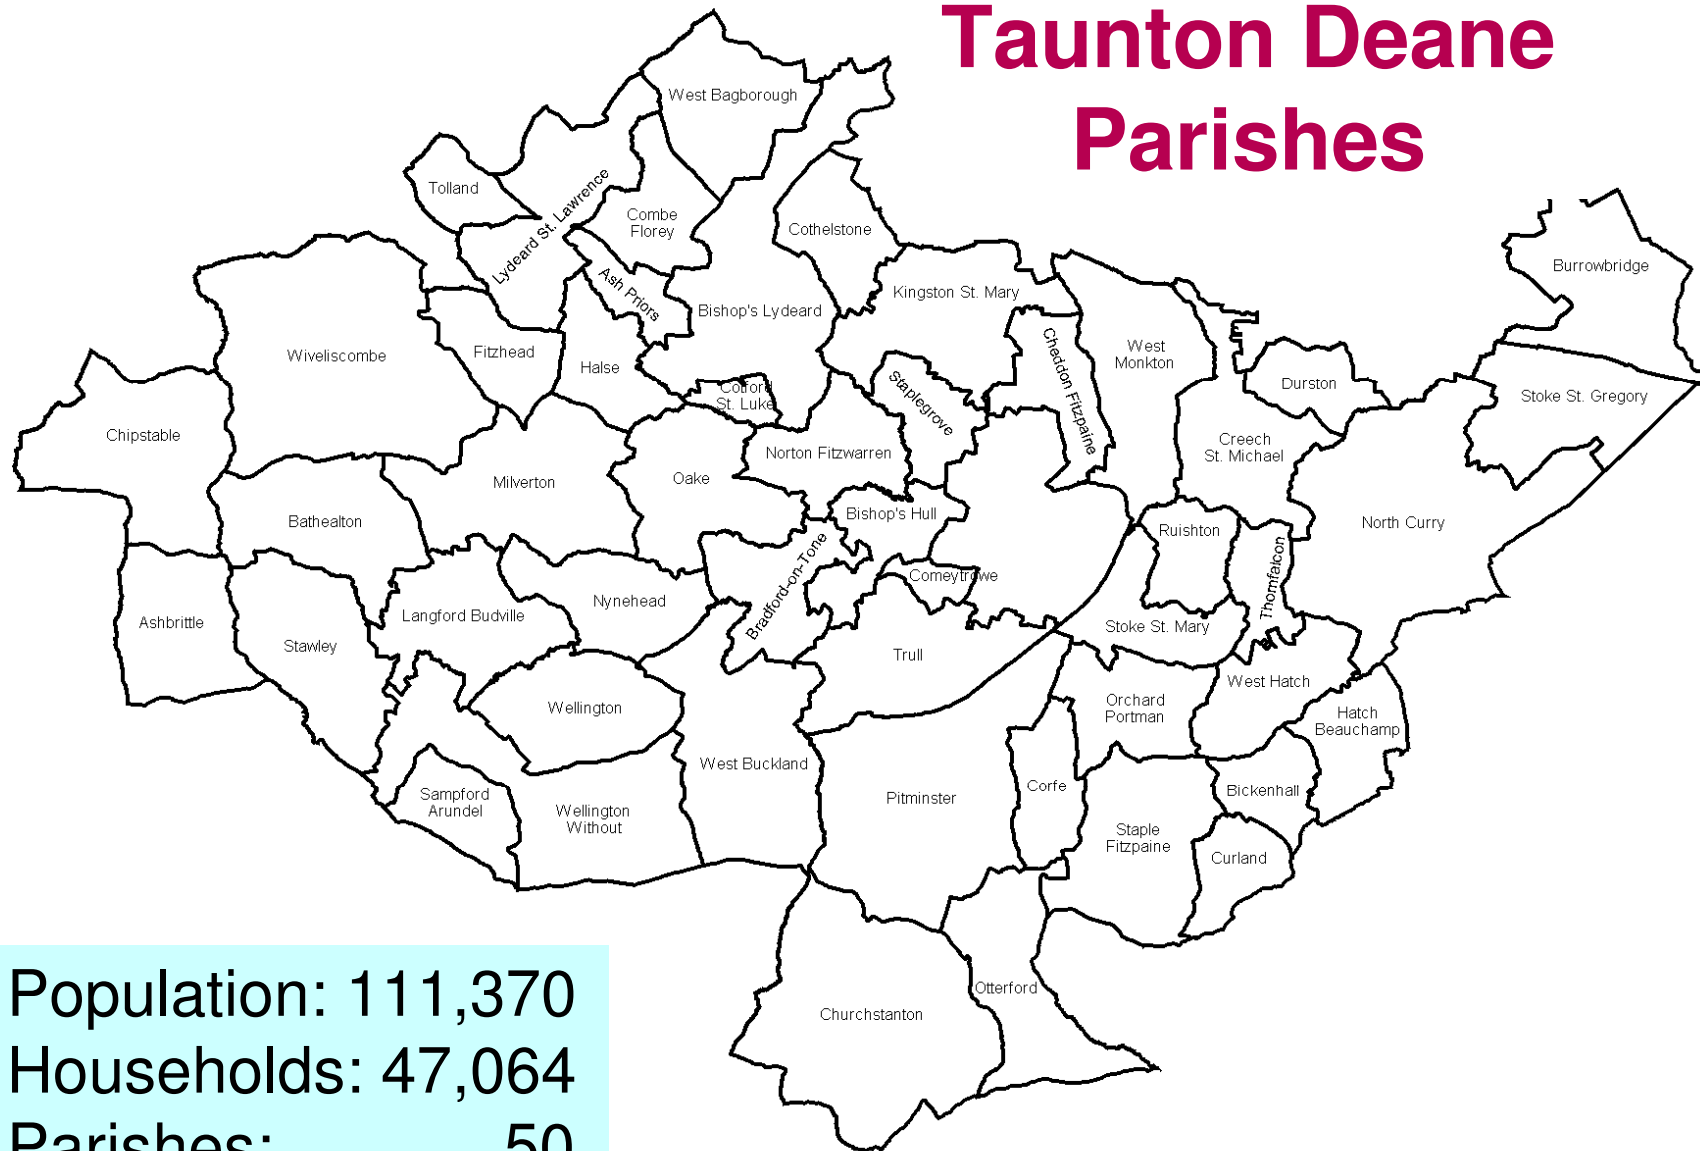 Taunton Deane
Parishes
West Bagborough
Tolland
Lydeard St. Lawrence
Combe
Florey
Cothelstone
Ash Priors
Bishop's Lydeard
Kingston St. Mary
Burrowbridge
Wiveliscombe
Fitzhead
Halse
Cotford
St. Luke
Staplegrove
Cheddon Fitzpaine
West
Monkton
Durston
Stoke St. Gregory
Chipstable
Milverton
Oake
Norton Fitzwarren
Creech
St. Michael
Bathealton
Bishop's Hull
Ruishton
North Curry
Bradford-on-Tone
Comeytrowe
Thornfalcon
Ashbrittle
Stawley
Langford Budville
Nynehead
Trull
Stoke St. Mary
West Hatch
Wellington
Orchard
Portman
Hatch
Beauchamp
West Buckland
Sampford
Arundel
Wellington
Without
Pitminster
Corfe
Bickenhall
Staple
Fitzpaine
Curland
Otterford
Churchstanton
Population: 111,370
Households: 47,064
Parishes: 50